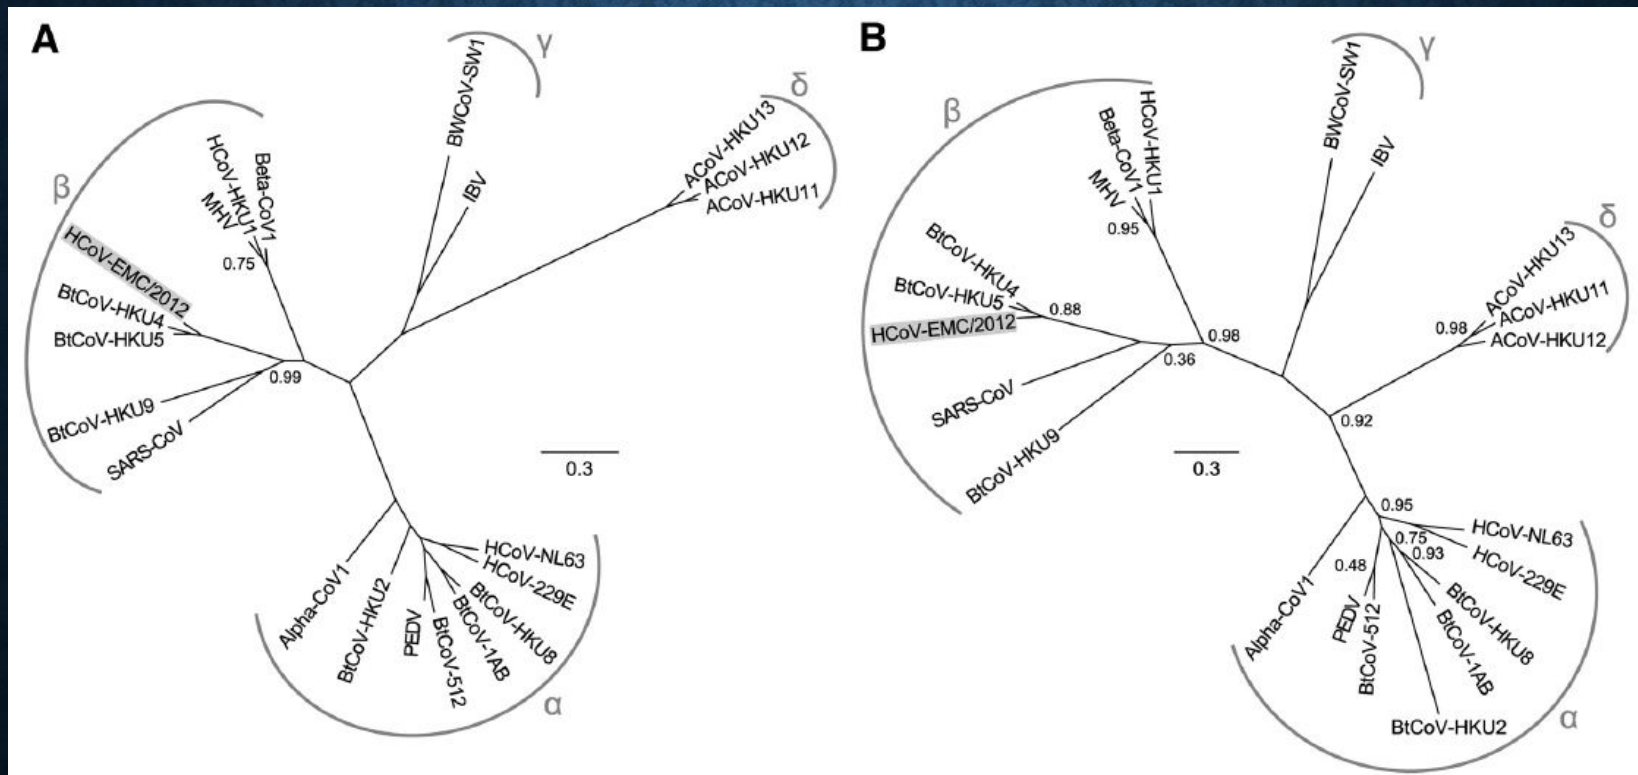 A
γ
BWCoV-SW1
IBV
δ
ACoV-HKU13
ACoV-HKU12
ACoV-HKU11
β
HCoV-HKU1
Beta-CoV1
MHV
0.75
HCoV-EMC/2012
BtCoV-HKU4
BtCoV-HKU5
0.99
BtCoV-HKU9
SARS-CoV
0.3
HCoV-NL63
HCoV-229E
BtCoV-HKU8
BtCoV-1AB
BtCoV-512
PEDV
BtCoV-HKU2
Alpha-CoV1
α
B
γ
BWCoV-SW1
IBV
δ
ACoV-HKU13
ACoV-HKU11
ACoV-HKU12
0.98
β
HCoV-HKU1
Beta-CoV1
MHV
0.95
BtCoV-HKU4
BtCoV-HKU5
0.88
HCoV-EMC/2012
0.98
0.36
SARS-CoV
BtCoV-HKU9
0.92
0.3
0.95
HCoV-NL63
0.75
0.93
HCoV-229E
0.48
BtCoV-HKU8
BtCoV-1AB
BtCoV-HKU2
BtCoV-512
PEDV
Alpha-CoV1
α